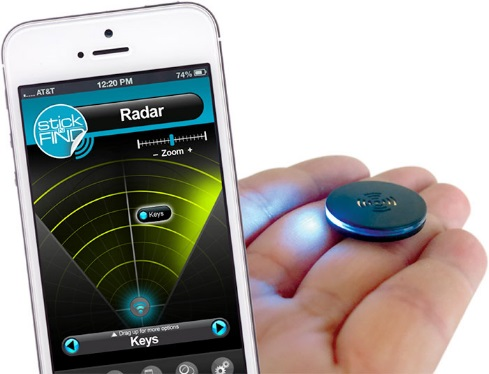 AT&T 12:20 PM 74%
stick
&FIND
Radar
– Zoom +
Keys
▲ Drag up for more options
Keys